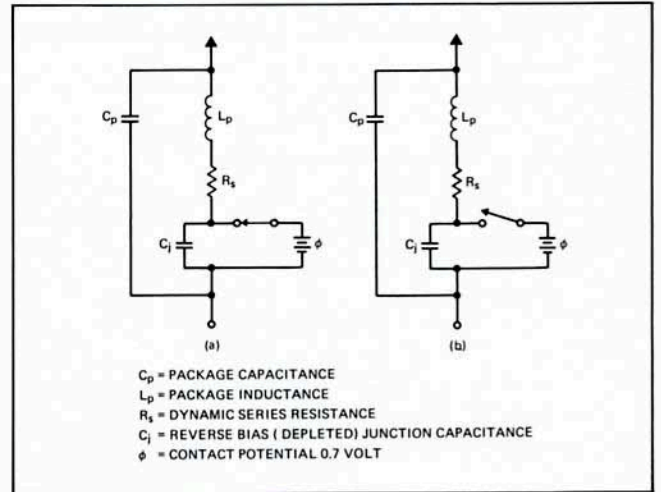 Cp Lp Cp Lp
Rs Rs
Cj ϕ Cj ϕ
(a) (b)
Cp = PACKAGE CAPACITANCE
Lp = PACKAGE INDUCTANCE
Rs = DYNAMIC SERIES RESISTANCE
Cj = REVERSE BIAS ( DEPLETED) JUNCTION CAPACITANCE
ϕ = CONTACT POTENTIAL 0.7 VOLT